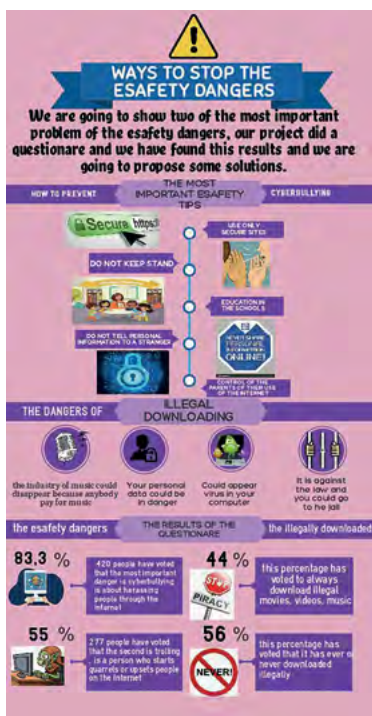 WAYS TO STOP THE
ESAFETY DANGERS
We are going to show two of the most important
problem of the esafety dangers, our project did a
questionare and we have found this results and we are
going to propose some solutions.
HOW TO PREVENT
THE MOST
IMPORTANT ESAFETY
TIPS
CYBERBULLYING
Secure https://
USE ONLY
SECURE SITES
DO NOT KEEP STAND
EDUCATION IN
THE SCHOOLS
DO NOT TELL PERSONAL
INFORMATION TO A STRANGER
NEVER SHARE
PERSONAL
INFORMATION
ONLINE!
CONTROL OF THE
PARENTS OF THEIR USE
OF THE INTERNET
THE DANGERS OF
ILLEGAL
DOWNLOADING
the industry of music could
disappear because anybody
pay for music
Your personal
data could be
in danger
Could appear
virus in your
computer
It is against
the law and
you could go
to he jail
the esafety dangers
THE RESULTS OF THE
QUESTIONARE
the illegally downloaded
83,3 %
420 people have voted
that the most important
danger is cyberbullying
is about harassing
people through the
internet
44 %
STOP
PIRACY
this percentage has
voted to always
download illegal
movies, videos, music
55 %
277 people have voted
that the second is trolling
, is a person who starts
quarrels or upsets people
on the Internet
56 %
NEVER!
this percentage has
voted that it has ever or
never downloaded
illegally